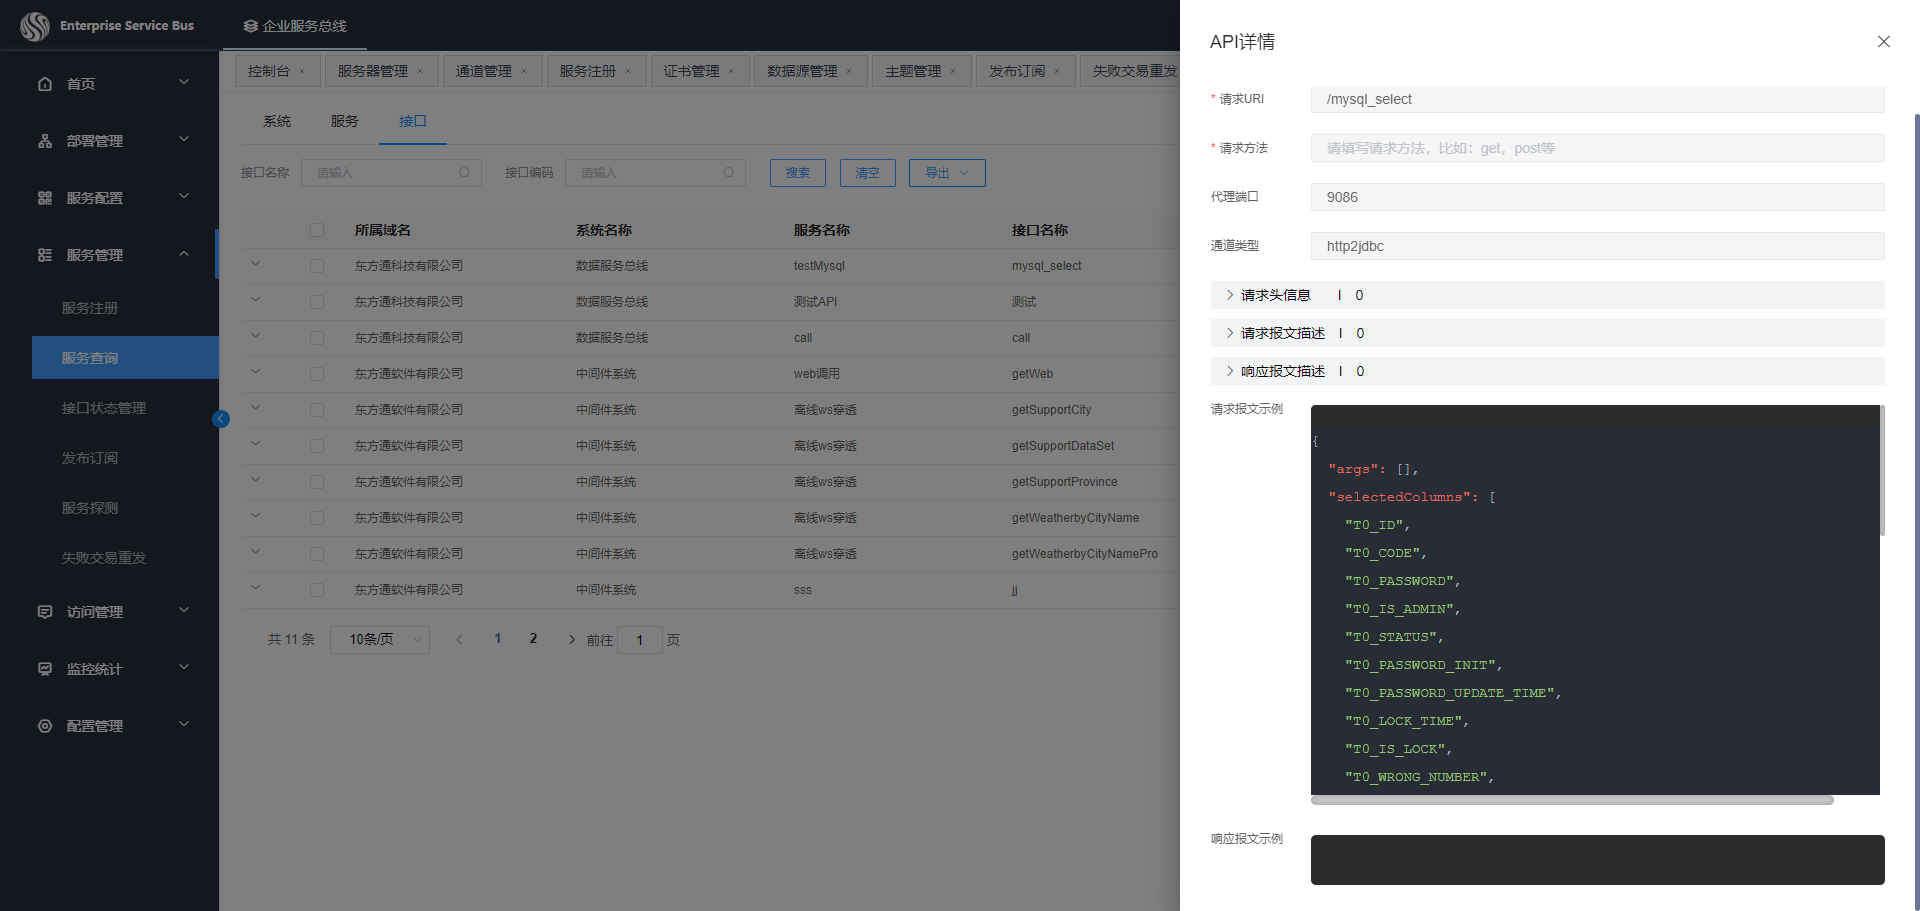 Enterprise Service Bus
企业服务总线
首页
部署管理
服务配置
服务管理
服务注册
服务查询
接口状态管理
发布订阅
服务探测
失败交易重发
访问管理
监控统计
配置管理
控制台 × 服务器管理 × 通道管理 × 服务注册 × 证书管理 × 数据源管理 × 主题管理 × 发布订阅 × 失败交易重发
系统 服务 接口
接口名称 请输入 接口编码 请输入 搜索 清空 导出
所属域名 系统名称 服务名称 接口名称
东方通科技有限公司 数据服务总线 testMysql mysql_select
东方通科技有限公司 数据服务总线 测试API 测试
东方通科技有限公司 数据服务总线 call call
东方通软件有限公司 中间件系统 web调用 getWeb
东方通软件有限公司 中间件系统 离线ws穿透 getSupportCity
东方通软件有限公司 中间件系统 离线ws穿透 getSupportDataSet
东方通软件有限公司 中间件系统 离线ws穿透 getSupportProvince
东方通软件有限公司 中间件系统 离线ws穿透 getWeatherbyCityName
东方通软件有限公司 中间件系统 离线ws穿透 getWeatherbyCityNamePro
东方通软件有限公司 中间件系统 sss jj
共 11 条 10条/页 1 2 前往 1 页
API详情
* 请求URI /mysql_select
* 请求方法 请填写请求方法，比如：get，post等
代理端口 9086
通道类型 http2jdbc
请求头信息 | 0
请求报文描述 | 0
响应报文描述 | 0
请求报文示例
{
"args": [],
"selectedColumns": [
"T0_ID",
"T0_CODE",
"T0_PASSWORD",
"T0_IS_ADMIN",
"T0_STATUS",
"T0_PASSWORD_INIT",
"T0_PASSWORD_UPDATE_TIME",
"T0_LOCK_TIME",
"T0_IS_LOCK",
"T0_WRONG_NUMBER",
响应报文示例